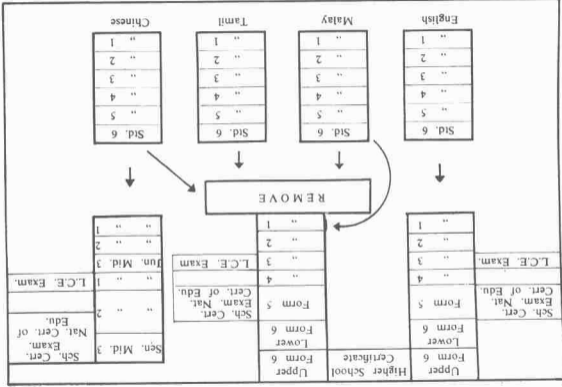 Upper
Form 6
Higher School
Certificate
Upper
Form 6
Lower
Form 6
Lower
Form 6
Sch. Cert.
Exam. Nat.
Cert. of Edu.
Form 5
Form 5
Sch. Cert.
Exam. Nat.
Cert. of Edu.
Sen. Mid. 3
Sch. Cert.
Exam.
Nat. Cert. of
Edu.
" 4
" 4
" " 2
L.C.E. Exam.
" 3
" 3
L.C.E. Exam
" " 1
L.C.E. Exam.
" 2
" 2
Jun. Mid. 3
" 1
" 1
" " 2
" " 1
REMOVE
Std. 6
Std. 6
Std. 6
Std. 6
" 5
" 5
" 5
" 5
" 4
" 4
" 4
" 4
" 3
" 3
" 3
" 3
" 2
" 2
" 2
" 2
" 1
" 1
" 1
" 1
English
Malay
Tamil
Chinese